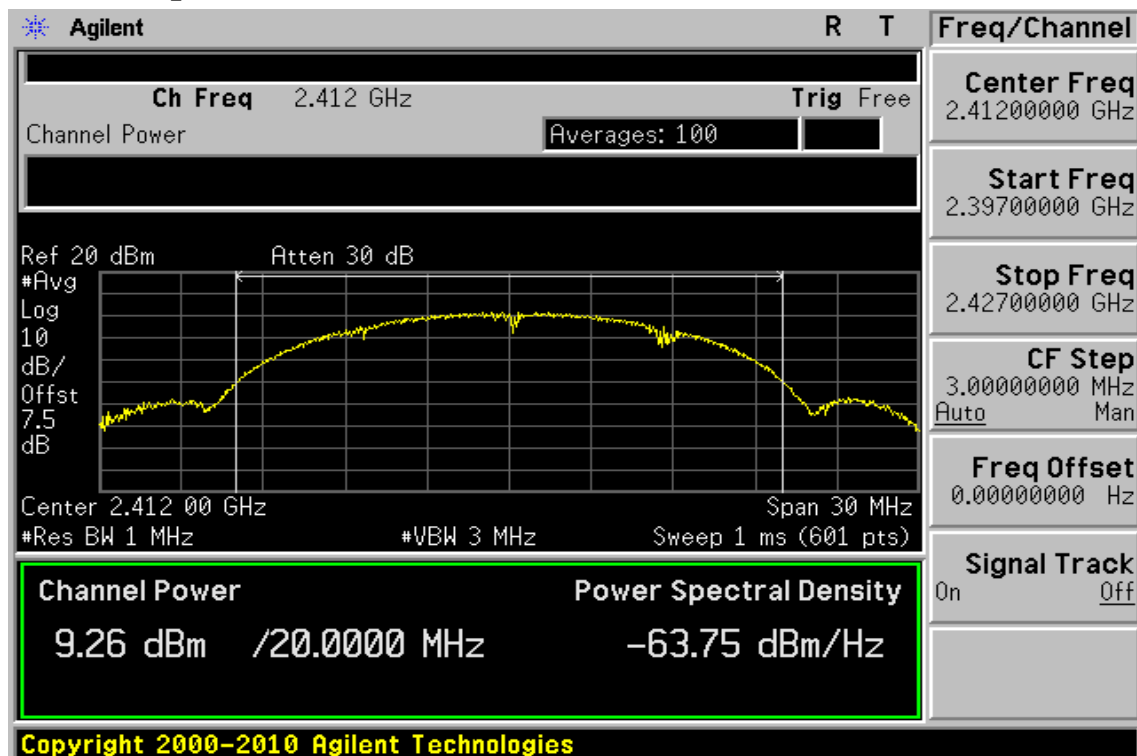 Agilent R T Freq/Channel
Ch Freq 2.412 GHz Trig Free
Channel Power Averages: 100
Center Freq
2.41200000 GHz
Start Freq
2.39700000 GHz
Ref 20 dBm Atten 30 dB
#Avg
Log
10
dB/
Offst
7.5
dB
Stop Freq
2.42700000 GHz
CF Step
3.00000000 MHz
Auto Man
Freq Offset
0.00000000 Hz
Center 2.412 00 GHz Span 30 MHz
#Res BW 1 MHz #VBW 3 MHz Sweep 1 ms (601 pts)
Signal Track
On Off
Channel Power Power Spectral Density
9.26 dBm /20.0000 MHz -63.75 dBm/Hz
Copyright 2000-2010 Agilent Technologies